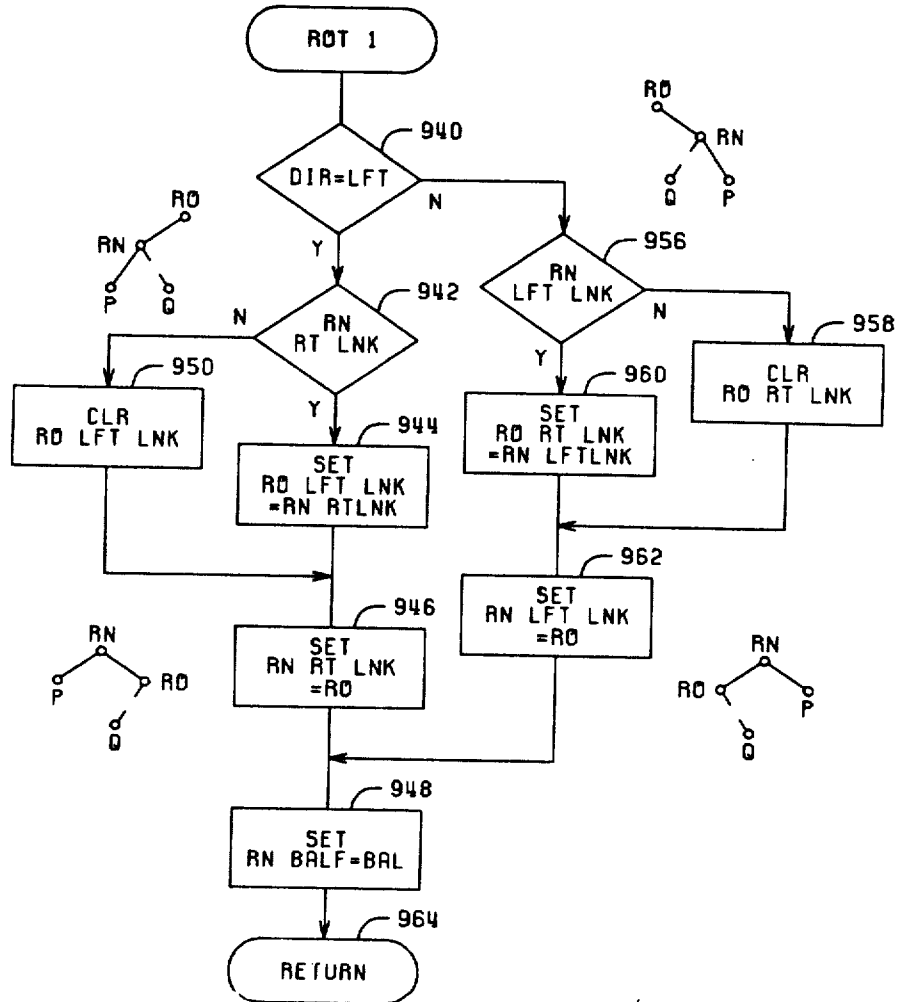 ROT 1
940
DIR=LFT
N
Y
RO
RN
Q
P
RO
RN
P
Q
942
RN
RT LNK
N
Y
956
RN
LFT LNK
N
Y
950
CLR
RO LFT LNK
944
SET
RO LFT LNK
=RN RTLNK
960
SET
RO RT LNK
=RN LFTLNK
958
CLR
RO RT LNK
946
SET
RN RT LNK
=RO
962
SET
RN LFT LNK
=RO
RN
P
RO
Q
RN
RO
P
Q
948
SET
RN BALF=BAL
964
RETURN